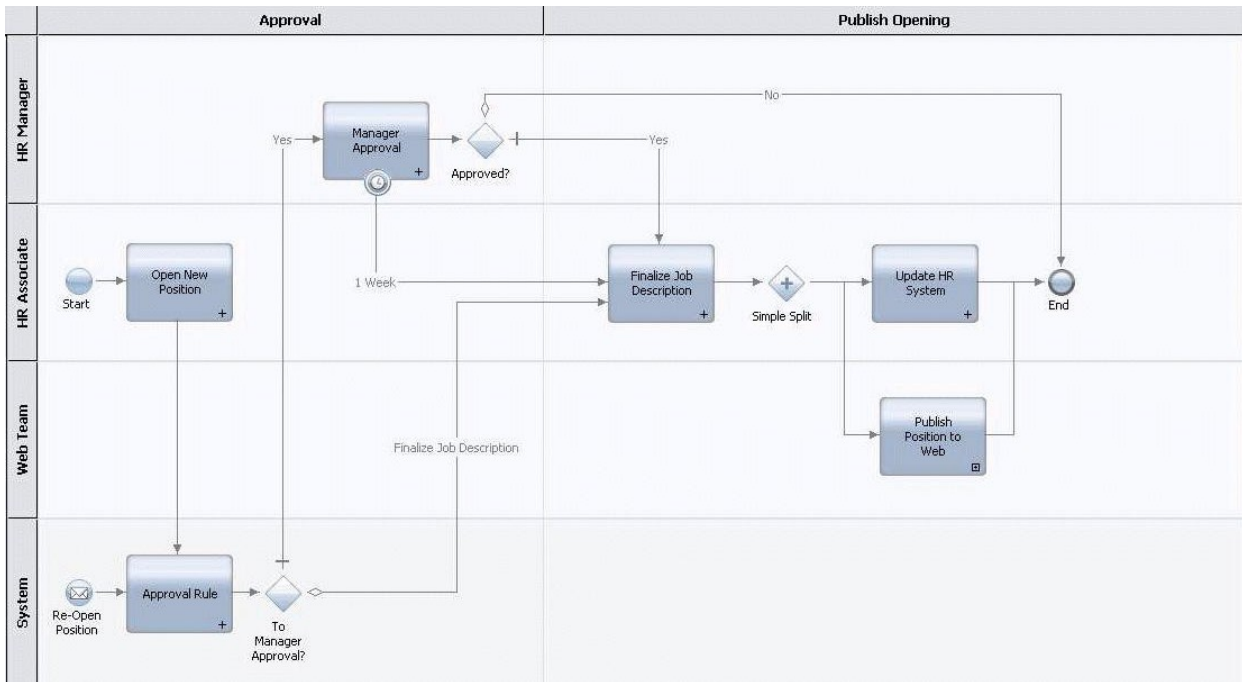 Approval
Publish Opening
HR Manager
Manager
Approval
Yes
Approved?
No
Yes
HR Associate
Start
Open New
Position
1 Week
Finalize Job
Description
Simple Split
Update HR
System
End
Web Team
Finalize Job Description
Publish
Position to
Web
System
Re-Open
Position
Approval Rule
To
Manager
Approval?